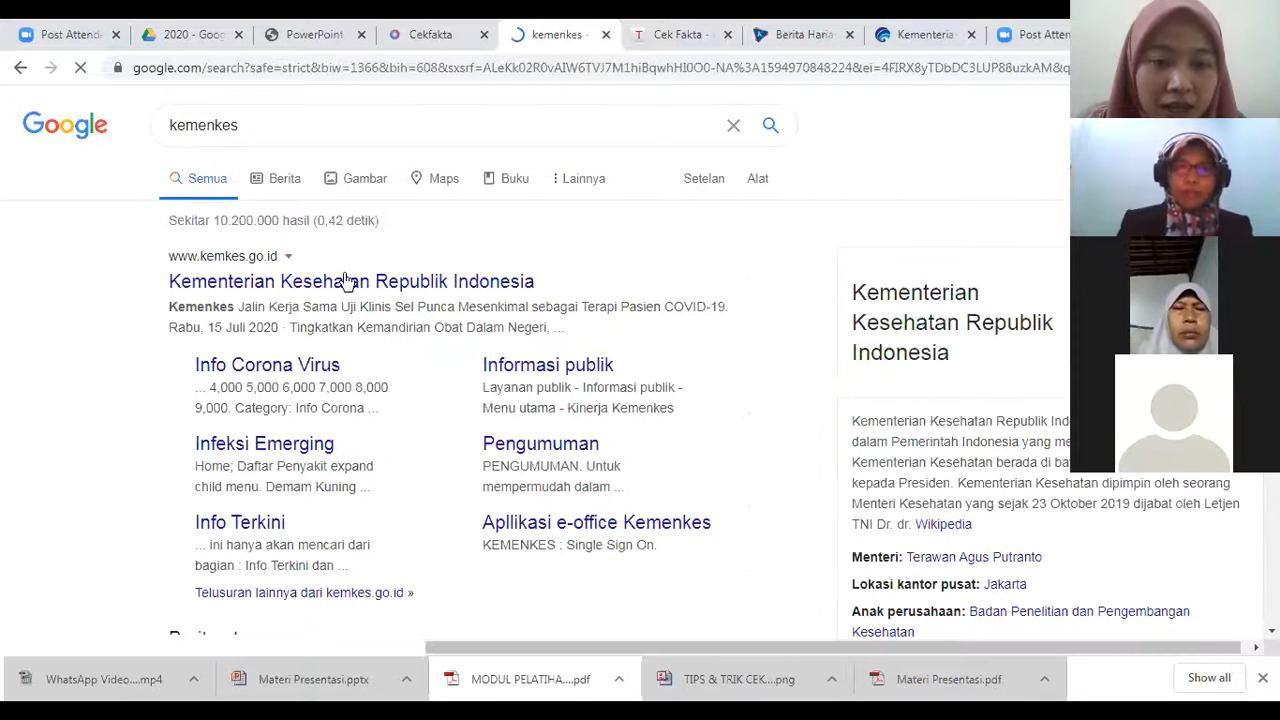 Post Attend
2020 - Goog
PowerPoint
Cekfakta
kemenkes -
Cek Fakta -
Berita Haria
Kementeria
Post Atten
google.com/search?safe=strict&biw=1366&bih=608&sxsrf=ALeKk02R0vAIW6TVJ7M1hiBqwhHI0O0-NA%3A1594970848224&ei=4FIRX8yTDbDC3LUP88uzkAM&q
Google
kemenkes
Semua
Berita
Gambar
Maps
Buku
Lainnya
Setelan
Alat
Sekitar 10.200.000 hasil (0,42 detik)
www.kemkes.go.id
Kementerian Kesehatan Republik Indonesia
Kemenkes Jalin Kerja Sama Uji Klinis Sel Punca Mesenkimal sebagai Terapi Pasien COVID-19.
Rabu, 15 Juli 2020 · Tingkatkan Kemandirian Obat Dalam Negeri, ...
Info Corona Virus
... 4,000 5,000 6,000 7,000 8,000
9,000. Category: Info Corona ...
Informasi publik
Layanan publik - Informasi publik -
Menu utama - Kinerja Kemenkes
Infeksi Emerging
Home; Daftar Penyakit expand
child menu. Demam Kuning ...
Pengumuman
PENGUMUMAN. Untuk
mempermudah dalam ...
Info Terkini
... ini hanya akan mencari dari
bagian : Info Terkini dan ...
Apllikasi e-office Kemenkes
KEMENKES : Single Sign On.
Telusuran lainnya dari kemkes.go.id »
Kementerian
Kesehatan Republik
Indonesia
Kementerian Kesehatan Republik Ind
dalam Pemerintah Indonesia yang me
Kementerian Kesehatan berada di ba
kepada Presiden. Kementerian Kesehatan dipimpin oleh seorang
Menteri Kesehatan yang sejak 23 Oktober 2019 dijabat oleh Letjen
TNI Dr. dr. Wikipedia
Menteri: Terawan Agus Putranto
Lokasi kantor pusat: Jakarta
Anak perusahaan: Badan Penelitian dan Pengembangan
Kesehatan
WhatsApp Video....mp4
Materi Presentasi.pptx
MODUL PELATIHA....pdf
TIPS & TRIK CEK....png
Materi Presentasi.pdf
Show all